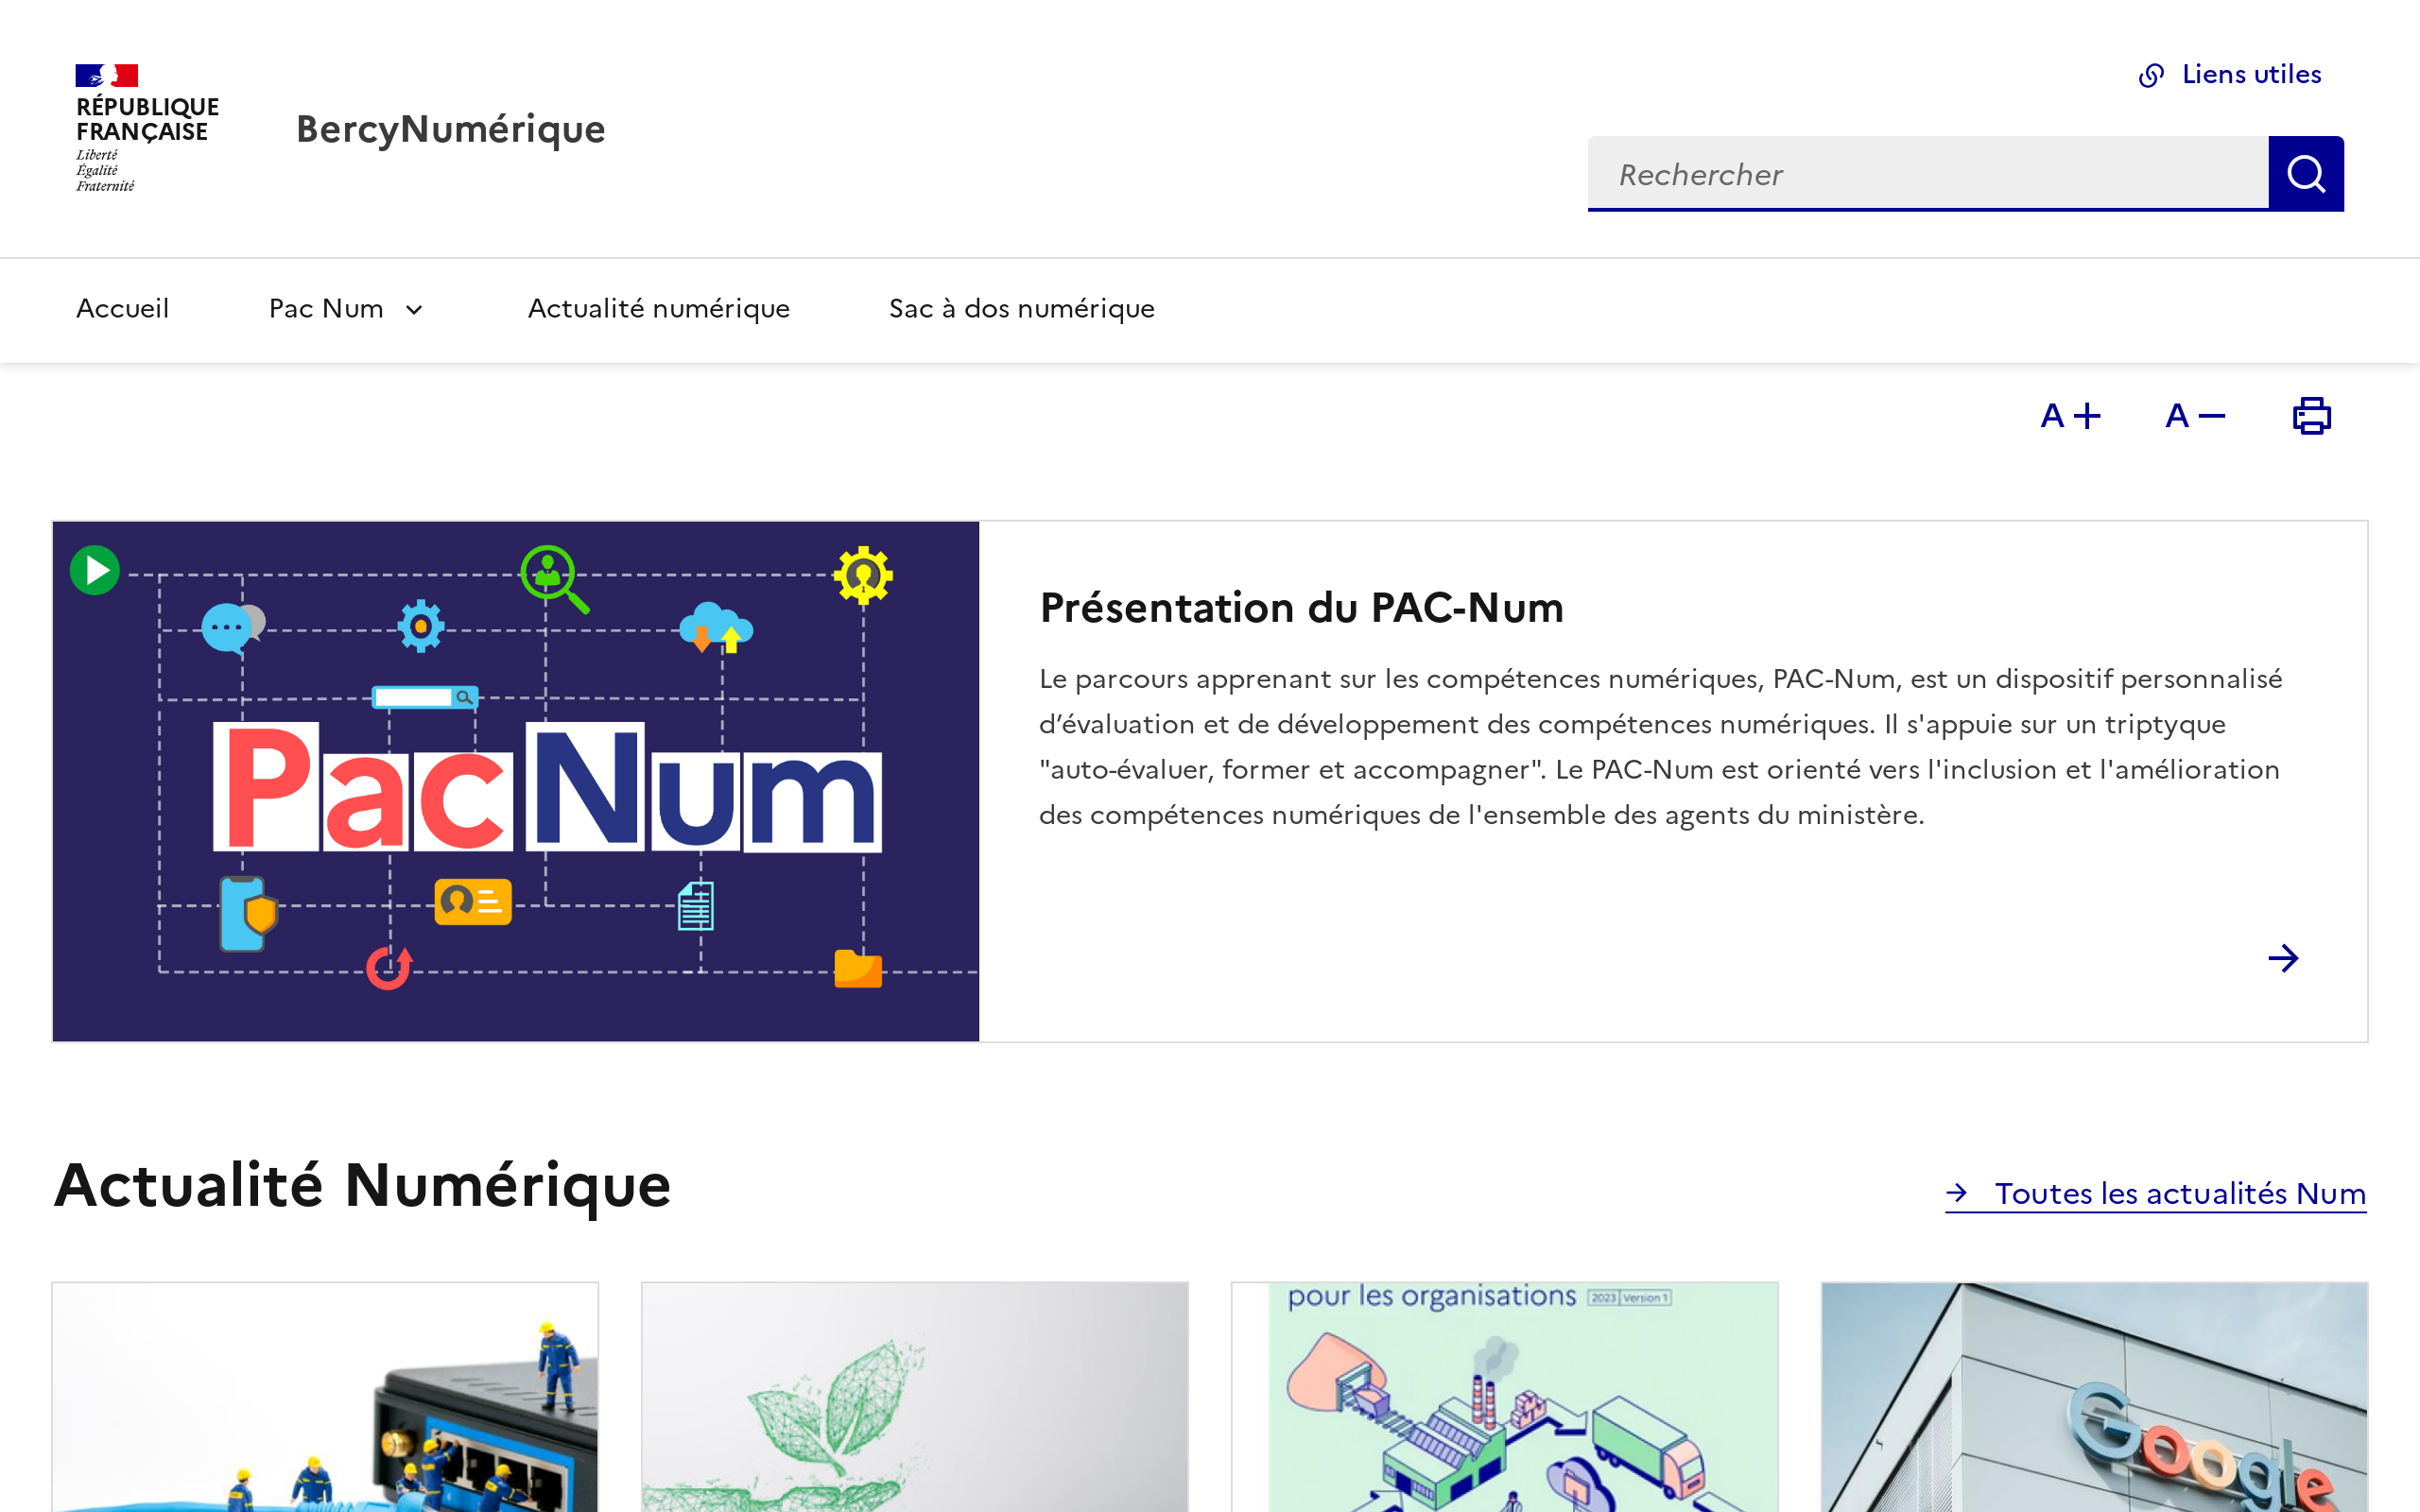 RÉPUBLIQUE
FRANÇAISE
Liberté
Égalité
Fraternité
BercyNumérique
Liens utiles
Rechercher
Accueil
Pac Num
Actualité numérique
Sac à dos numérique
A+
A−
Pac Num
Présentation du PAC-Num
Le parcours apprenant sur les compétences numériques, PAC-Num, est un dispositif personnalisé
d’évaluation et de développement des compétences numériques. Il s'appuie sur un triptyque
"auto-évaluer, former et accompagner". Le PAC-Num est orienté vers l'inclusion et l'amélioration
des compétences numériques de l'ensemble des agents du ministère.
Actualité Numérique
Toutes les actualités Num
pour les organisations 2023 Version 1
Google